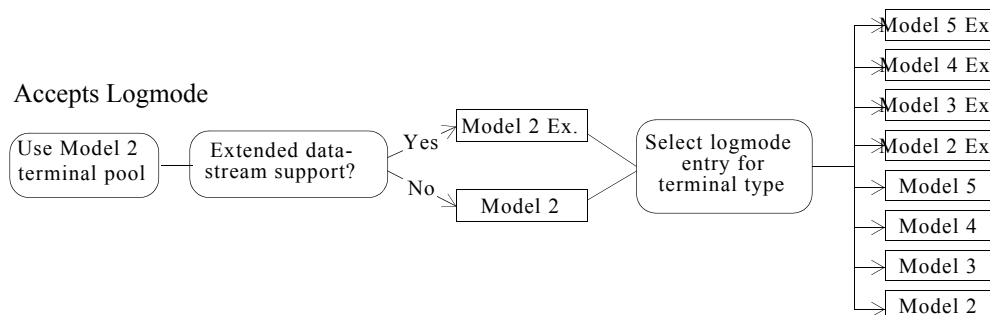 Accepts Logmode
Use Model 2
terminal pool
Extended data-
stream support?
Yes
No
Model 2 Ex.
Model 2
Select logmode
entry for
terminal type
Model 5 Ex
Model 4 Ex
Model 3 Ex
Model 2 Ex
Model 5
Model 4
Model 3
Model 2